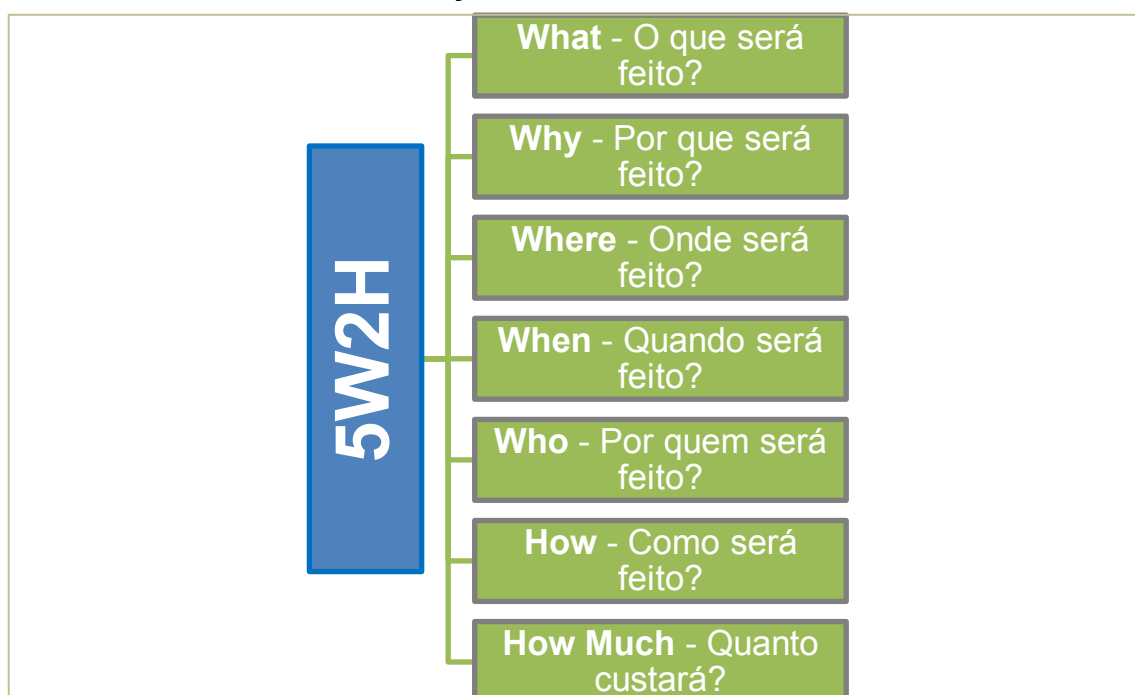 What - O que será
feito?
Why - Por que será
feito?
Where - Onde será
feito?
5W2H
When - Quando será
feito?
Who - Por quem será
feito?
How - Como será
feito?
How Much - Quanto
custará?